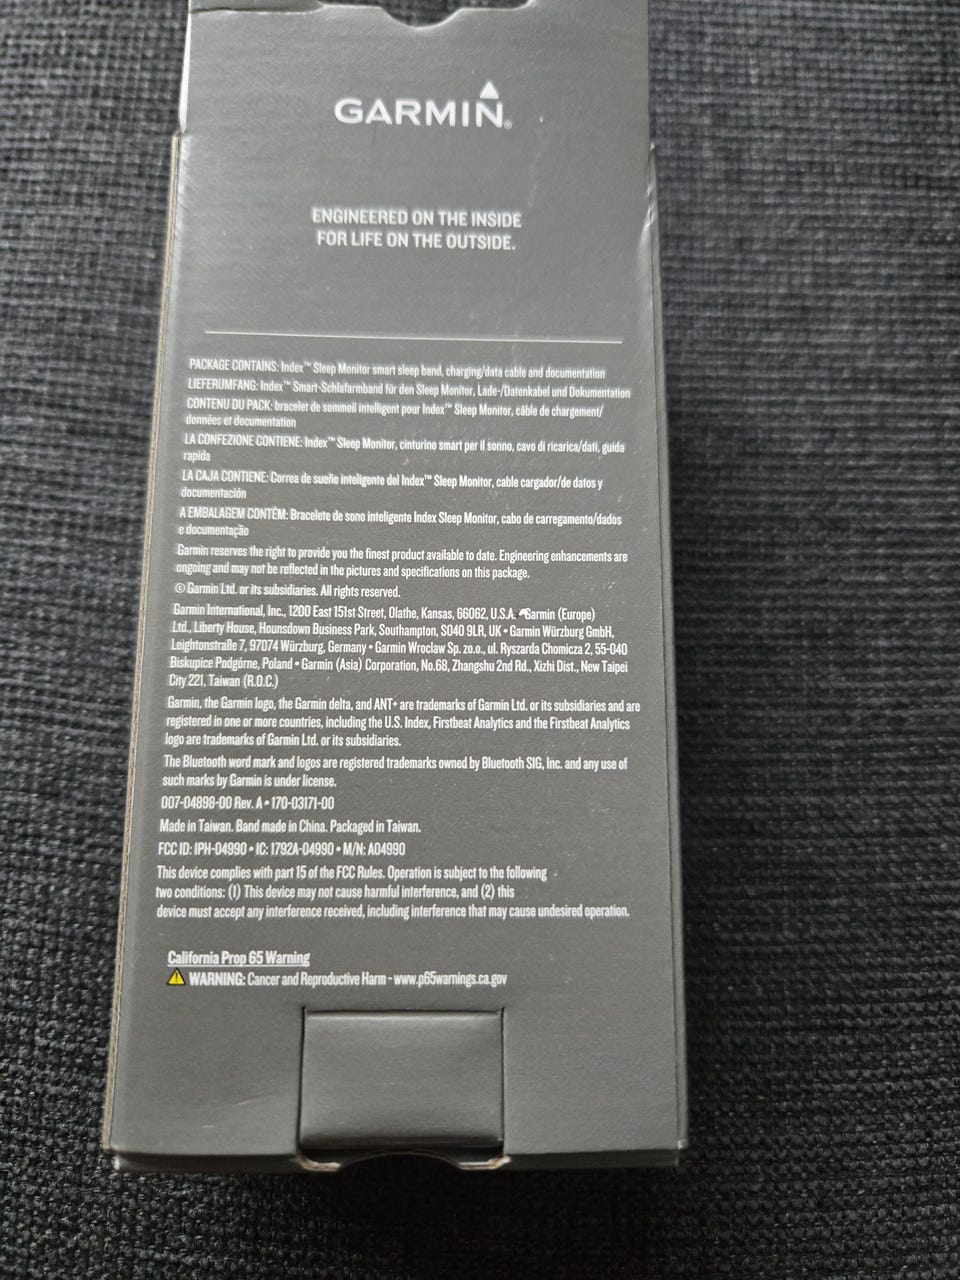 GARMIN®
ENGINEERED ON THE INSIDE
FOR LIFE ON THE OUTSIDE.
PACKAGE CONTAINS: Index™ Sleep Monitor smart sleep band, charging/data cable and documentation
LIEFERUMFANG: Index™ Smart-Schlafarmband für den Sleep Monitor, Lade-/Datenkabel und Dokumentation
CONTENU DU PACK: bracelet de sommeil intelligent pour Index™ Sleep Monitor, câble de chargement/
données et documentation
LA CONFEZIONE CONTIENE: Index™ Sleep Monitor, cinturino smart per il sonno, cavo di ricarica/dati, guida
rapida
LA CAJA CONTIENE: Correa de sueño inteligente del Index™ Sleep Monitor, cable cargador/de datos y
documentación
A EMBALAGEM CONTÉM: Bracelete de sono inteligente Index Sleep Monitor, cabo de carregamento/dados
e documentação
Garmin reserves the right to provide you the finest product available to date. Engineering enhancements are
ongoing and may not be reflected in the pictures and specifications on this package.
© Garmin Ltd. or its subsidiaries. All rights reserved.
Garmin International, Inc., 1200 East 151st Street, Olathe, Kansas, 66062, U.S.A. • Garmin (Europe)
Ltd., Liberty House, Hounsdown Business Park, Southampton, SO40 9LR, UK • Garmin Würzburg GmbH,
Leightonstraße 7, 97074 Würzburg, Germany • Garmin Wroclaw Sp. zo.o., ul. Ryszarda Chomicza 2, 55-040
Biskupice Podgórne, Poland • Garmin (Asia) Corporation, No.68, Zhangshu 2nd Rd., Xizhi Dist., New Taipei
City 221, Taiwan (R.O.C.)
Garmin, the Garmin logo, the Garmin delta, and ANT+ are trademarks of Garmin Ltd. or its subsidiaries and are
registered in one or more countries, including the U.S. Index, Firstbeat Analytics and the Firstbeat Analytics
logo are trademarks of Garmin Ltd. or its subsidiaries.
The Bluetooth word mark and logos are registered trademarks owned by Bluetooth SIG, Inc. and any use of
such marks by Garmin is under license.
007-04898-00 Rev. A • 170-03171-00
Made in Taiwan. Band made in China. Packaged in Taiwan.
FCC ID: IPH-04990 • IC: 1792A-04990 • M/N: A04990
This device complies with part 15 of the FCC Rules. Operation is subject to the following
two conditions: (1) This device may not cause harmful interference, and (2) this
device must accept any interference received, including interference that may cause undesired operation.
California Prop 65 Warning
WARNING: Cancer and Reproductive Harm - www.p65warnings.ca.gov